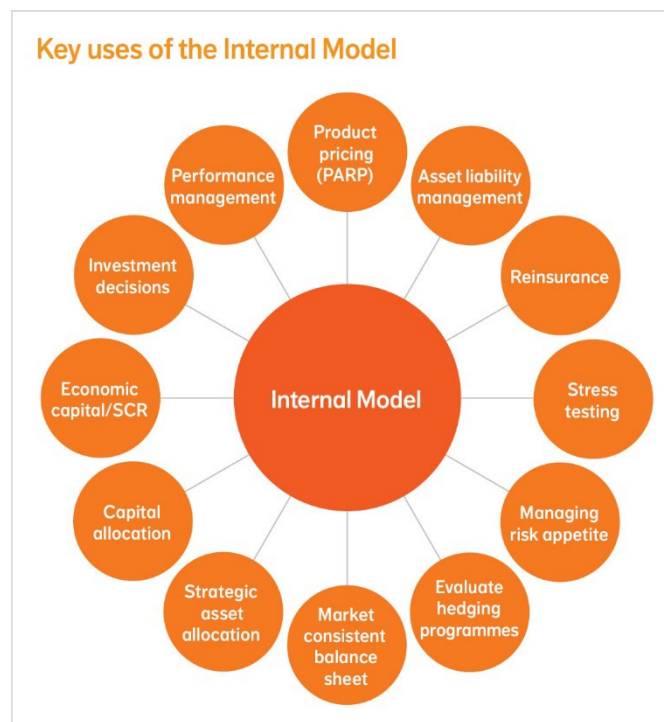 Key uses of the Internal Model
Product
pricing
(PARP)
Asset liability
management
Reinsurance
Stress
testing
Managing
risk appetite
Evaluate
hedging
programmes
Market
consistent
balance
sheet
Strategic
asset
allocation
Capital
allocation
Economic
capital/SCR
Investment
decisions
Performance
management
Internal Model